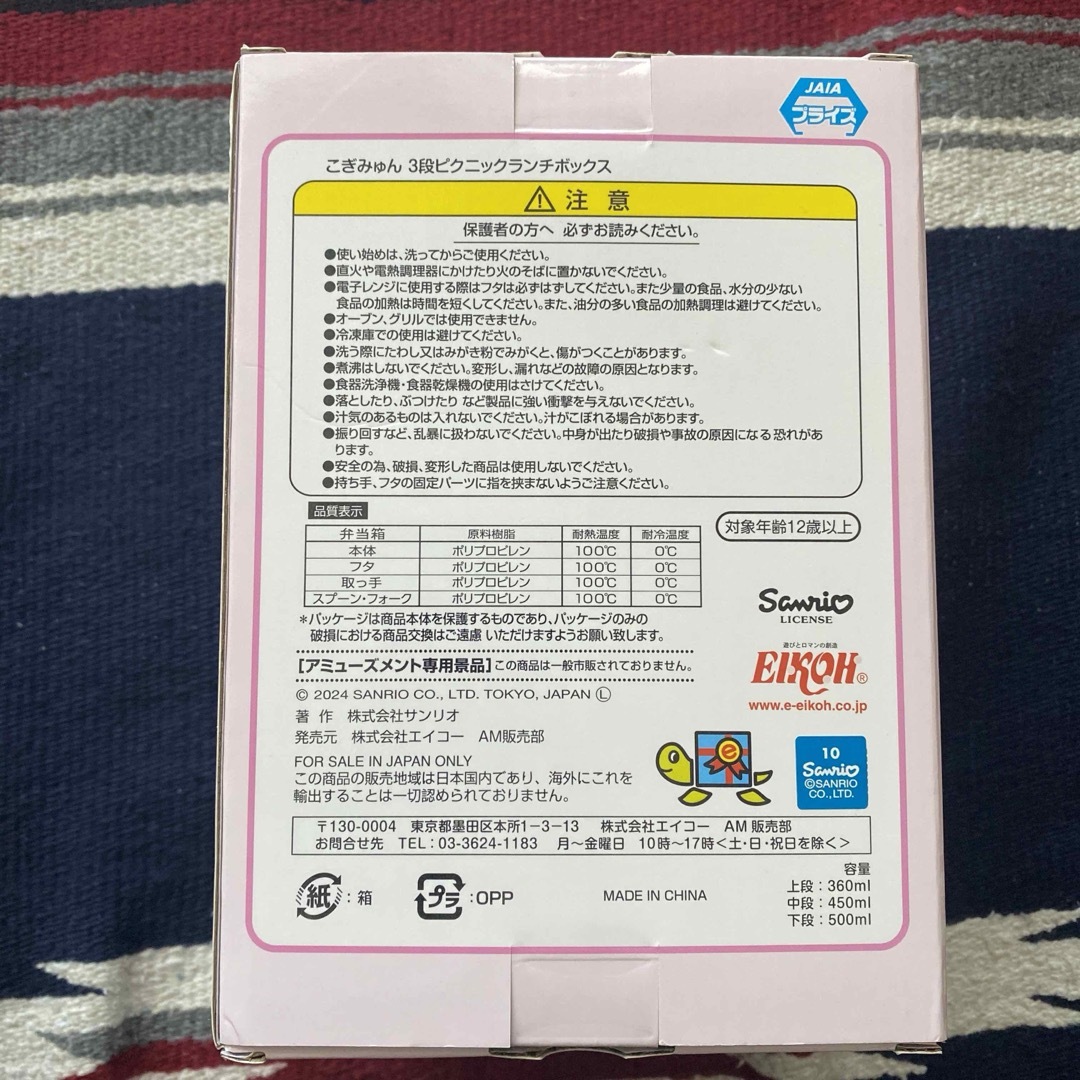 JAIA
プライズ
こぎみゅん 3段ピクニックランチボックス
注 意
保護者の方へ 必ずお読みください。
●使い始めは、洗ってからご使用ください。
●直火や電熱調理器にかけたり火のそばに置かないでください。
●電子レンジに使用する際はフタは必ずはずしてください。また少量の食品、水分の少ない
食品の加熱は時間を短くしてください。また、油分の多い食品の加熱調理は避けてください。
●オーブン、グリルでは使用できません。
●冷凍庫での使用は避けてください。
●洗う際にたわし又はみがき粉でみがくと、傷がつくことがあります。
●煮沸はしないでください。変形し、漏れなどの故障の原因となります。
●食器洗浄機・食器乾燥機の使用はさけてください。
●落としたり、ぶつけたり など製品に強い衝撃を与えないでください。
●汁気のあるものは入れないでください。汁がこぼれる場合があります。
●振り回すなど、乱暴に扱わないでください。中身が出たり破損や事故の原因になる 恐れがあ
ります。
●安全の為、破損、変形した商品は使用しないでください。
●持ち手、フタの固定パーツに指を挟まないようご注意ください。
品質表示
弁当箱 原料樹脂 耐熱温度 耐冷温度
本体 ポリプロピレン 100℃ 0℃
フタ ポリプロピレン 100℃ 0℃
取っ手 ポリプロピレン 100℃ 0℃
スプーン・フォーク ポリプロピレン 100℃ 0℃
対象年齢12歳以上
*パッケージは商品本体を保護するものであり、パッケージのみの
破損における商品交換はご遠慮 いただけますようお願い致します。
Sanrio
LICENSE
[アミューズメント専用景品]この商品は一般市販されておりません。
遊びとロマンの創造
EIKOH®
www.e-eikoh.co.jp
© 2024 SANRIO CO., LTD. TOKYO, JAPAN Ⓛ
著 作 株式会社サンリオ
発売元 株式会社エイコー AM販売部
FOR SALE IN JAPAN ONLY
この商品の販売地域は日本国内であり、海外にこれを
輸出することは一切認められておりません。
e
10
Sanrio
©SANRIO
CO., LTD.
〒130-0004 東京都墨田区本所1-3-13 株式会社エイコー AM 販売部
お問合せ先 TEL:03-3624-1183 月〜金曜日 10時〜17時<土・日・祝日を除く>
紙:箱
プラ:OPP
MADE IN CHINA
容量
上段:360ml
中段:450ml
下段:500ml